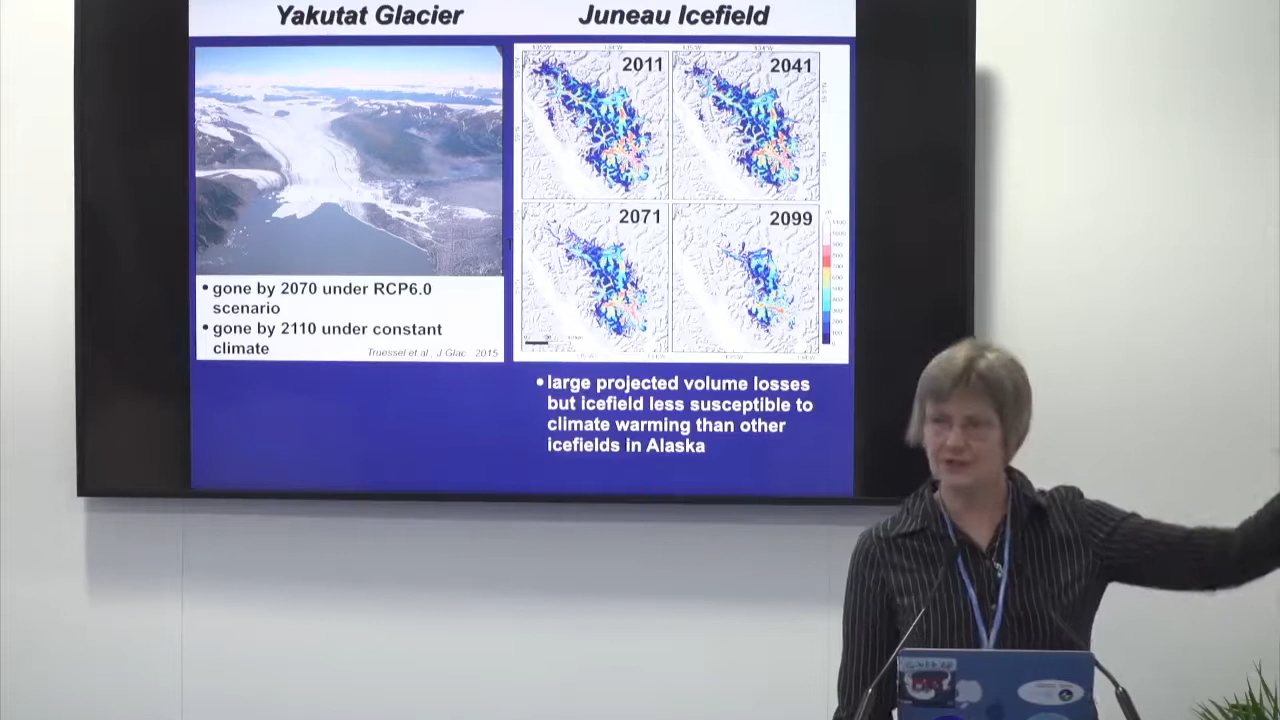 Yakutat Glacier
Juneau Icefield
2011
2041
2071
2099
• gone by 2070 under RCP6.0
scenario
• gone by 2110 under constant
climate
Truessel et al., J.Glac. 2015
• large projected volume losses
but icefield less susceptible to
climate warming than other
icefields in Alaska